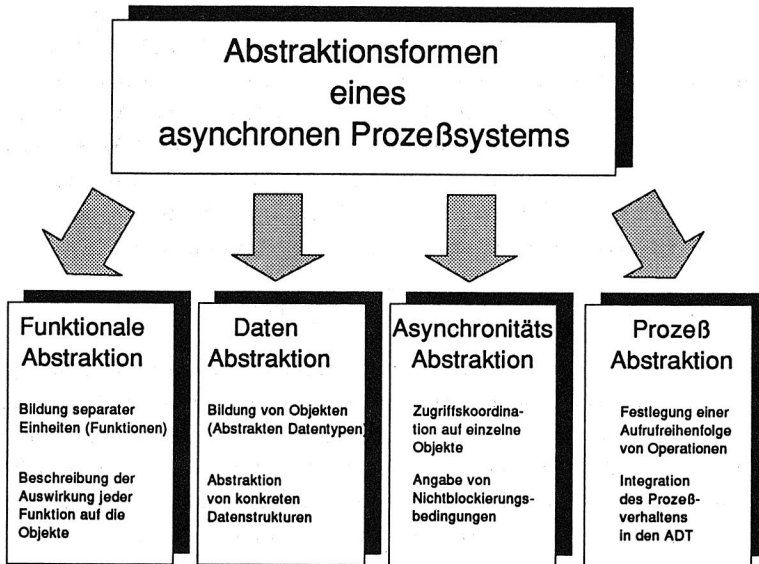 Abstraktionsformen
eines
asynchronen Prozeßsystems
Funktionale
Abstraktion
Bildung separater
Einheiten (Funktionen)
Beschreibung der
Auswirkung jeder
Funktion auf die
Objekte
Daten
Abstraktion
Bildung von Objekten
(Abstrakten Datentypen)
Abstraktion
von konkreten
Datenstrukturen
Asynchronitäts
Abstraktion
Zugriffskoordina-
tion auf einzelne
Objekte
Angabe von
Nichtblockierungs-
bedingungen
Prozeß
Abstraktion
Festlegung einer
Aufrufreihenfolge
von Operationen
Integration
des Prozeß-
verhaltens
in den ADT